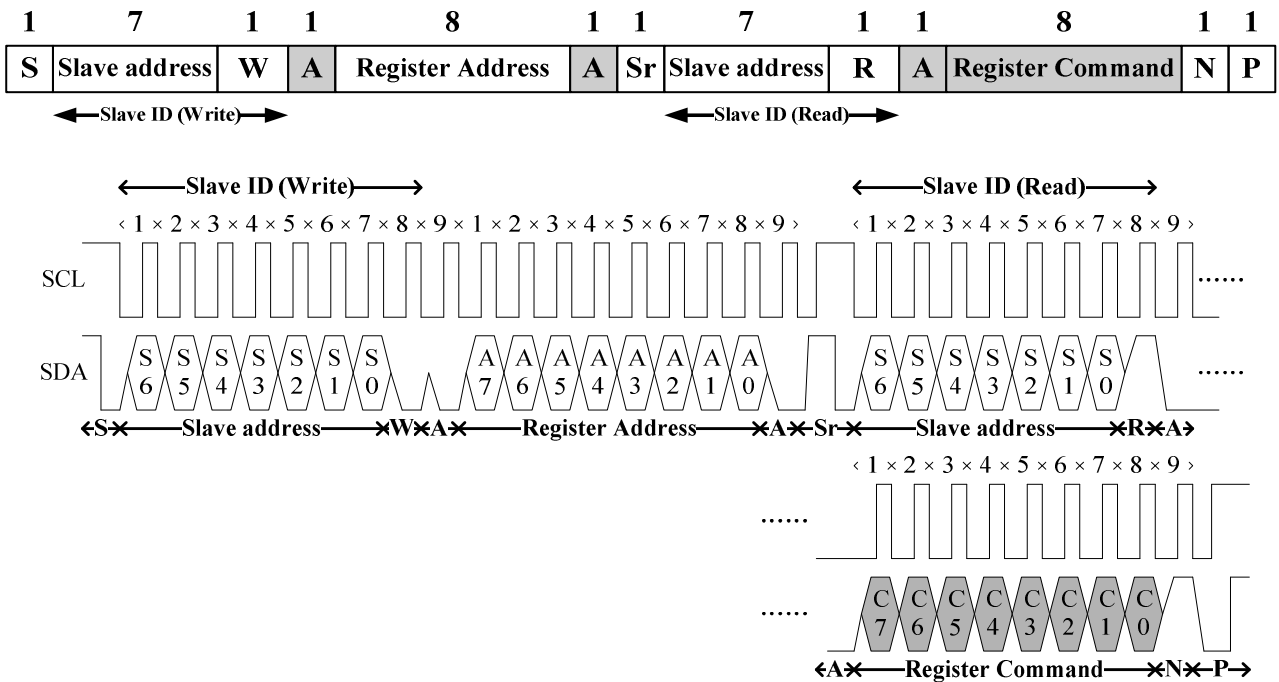 1 7 1 1 8 1 1 7 1 1 8 1 1
S Slave address W A Register Address A Sr Slave address R A Register Command N P
Slave ID (Write) Slave ID (Read)
Slave ID (Write) Slave ID (Read)
‹ 1 × 2 × 3 × 4 × 5 × 6 × 7 × 8 × 9 × 1 × 2 × 3 × 4 × 5 × 6 × 7 × 8 × 9 › ‹ 1 × 2 × 3 × 4 × 5 × 6 × 7 × 8 × 9 ›
SCL ......
SDA S6 S5 S4 S3 S2 S1 S0 A7 A6 A5 A4 A3 A2 A1 A0 S6 S5 S4 S3 S2 S1 S0 ......
S Slave address W A Register Address A Sr Slave address R A
‹ 1 × 2 × 3 × 4 × 5 × 6 × 7 × 8 × 9 ›
......
...... C7 C6 C5 C4 C3 C2 C1 C0
A Register Command N P